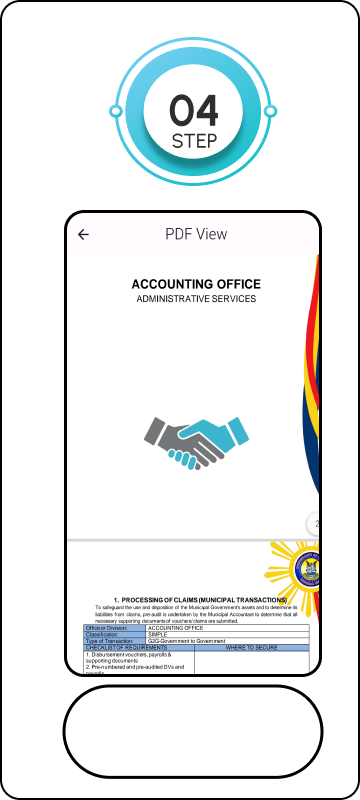 04
STEP
PDF View
ACCOUNTING OFFICE
ADMINISTRATIVE SERVICES
2
1. PROCESSING OF CLAIMS (MUNICIPAL TRANSACTIONS)
To safeguard the use and disposition of the Municipal Government's assets and to determine its
liabilities from claims, pre-audit is undertaken by the Municipal Accountant to determine that all
necessary supporting documents of vouchers/claims are submitted.
Office or Division: ACCOUNTING OFFICE
Classification: SIMPLE
Type of Transaction: G2G-Government to Government
CHECKLIST OF REQUIREMENTS WHERE TO SECURE
1. Disbursement vouchers, payrolls &
supporting documents
2. Pre-numbered and pre-audited DVs and
payrolls